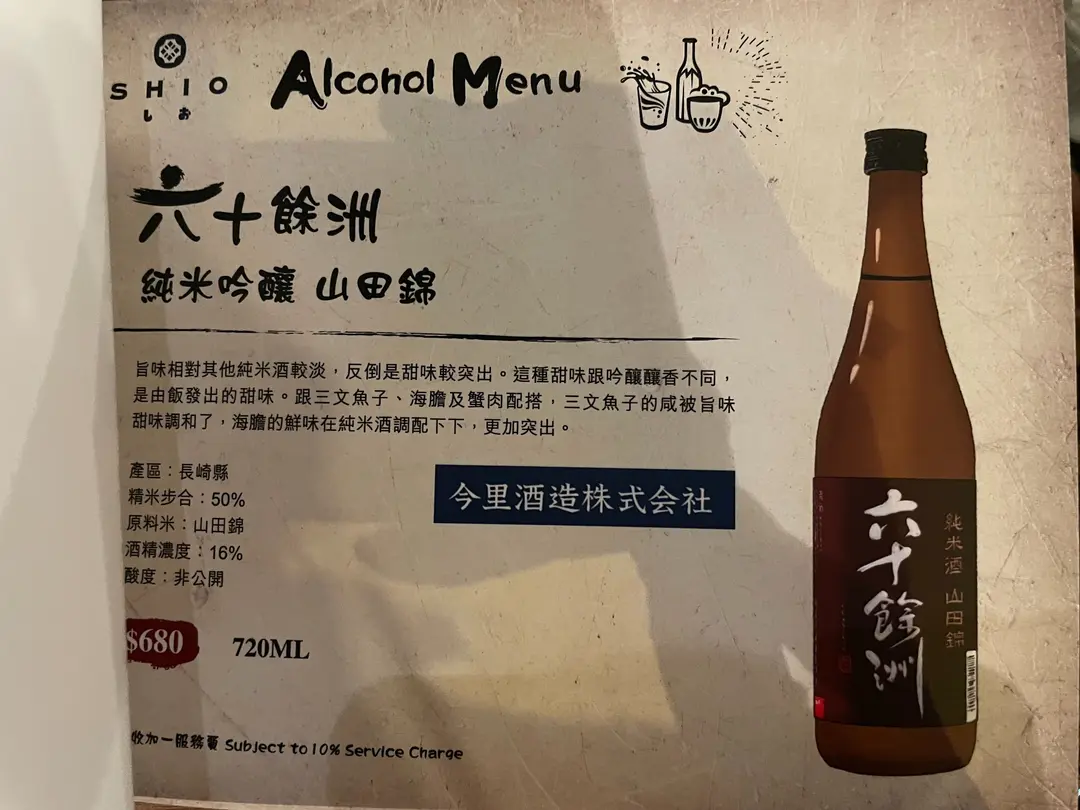 SHIO
しお
Alcohol Menu
六十餘洲
純米吟釀 山田錦
旨味相對其他純米酒較淡，反倒是甜味較突出。這種甜味跟吟釀釀香不同，
是由飯發出的甜味。跟三文魚子、海膽及蟹肉配搭，三文魚子的咸被旨味
甜味調和了，海膽的鮮味在純米酒調配下下，更加突出。
產區：長崎縣
精米步合：50%
原料米：山田錦
酒精濃度：16%
酸度：非公開
今里酒造株式会社
$680
720ML
收加一服務費 Subject to 10% Service Charge
六十餘洲
純米酒 山田錦